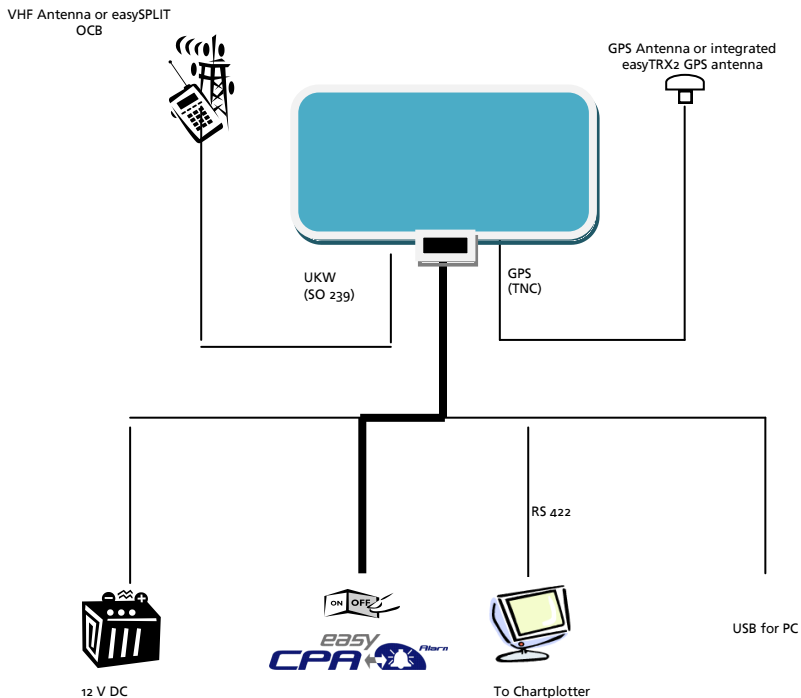 VHF Antenna or easySPLIT
OCB
GPS Antenna or integrated
easyTRX2 GPS antenna
UKW
(SO 239)
GPS
(TNC)
RS 422
ON OFF
easy
CPA Alarm
USB for PC
12 V DC
To Chartplotter